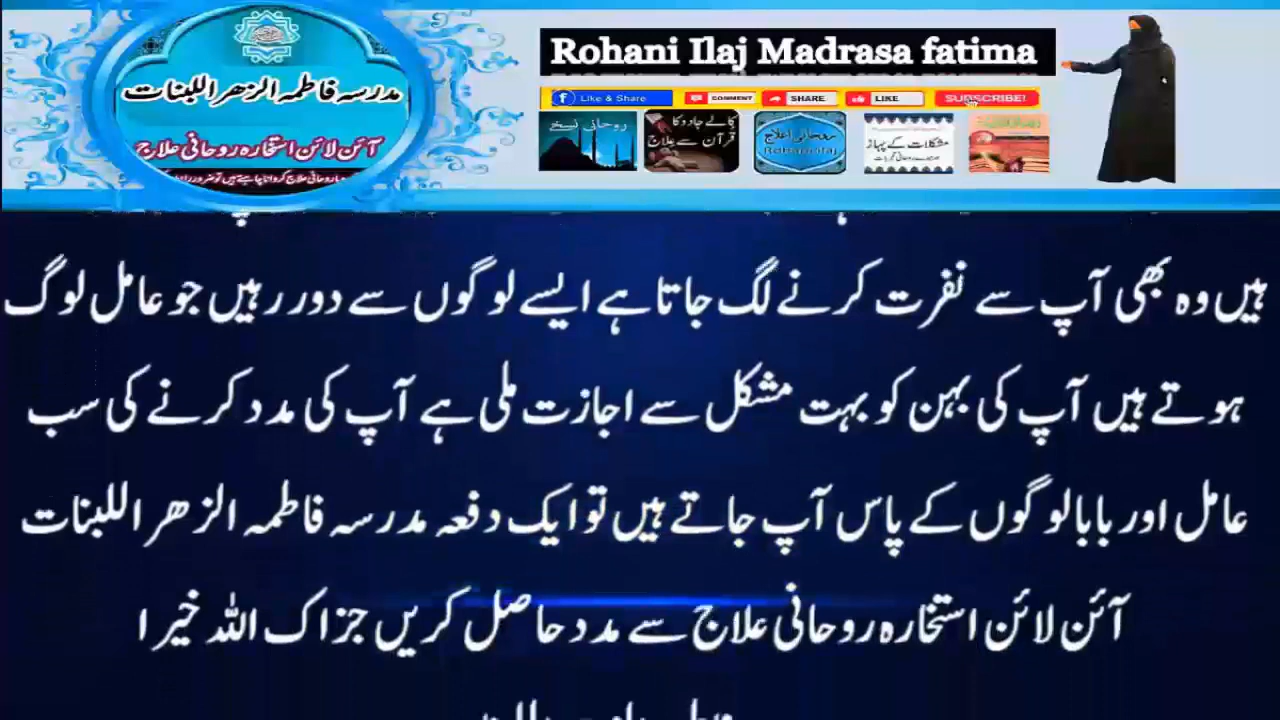 مدرسہ فاطمہ الزھرا للبنات
آئن لائن استخارہ روحانی علاج
Rohani Ilaj Madrasa fatima
Like & Share
COMMENT
SHARE
LIKE
SUBSCRIBE!
روحانی نسخے
کالے جادو کا
قرآن سے علاج
روحانی علاج
مشکلات کے پہاڑ
ہیں وہ بھی آپ سے نفرت کرنے لگ جاتا ہے ایسے لوگوں سے دور رہیں جو عامل لوگ
ہوتے ہیں آپ کی بہن کو بہت مشکل سے اجازت ملی ہے آپ کی مدد کرنے کی سب
عامل اور بابا لوگوں کے پاس آپ جاتے ہیں تو ایک دفعہ مدرسہ فاطمہ الزھرا للبنات
آئن لائن استخارہ روحانی علاج سے مدد حاصل کریں جزاک اللہ خیرا